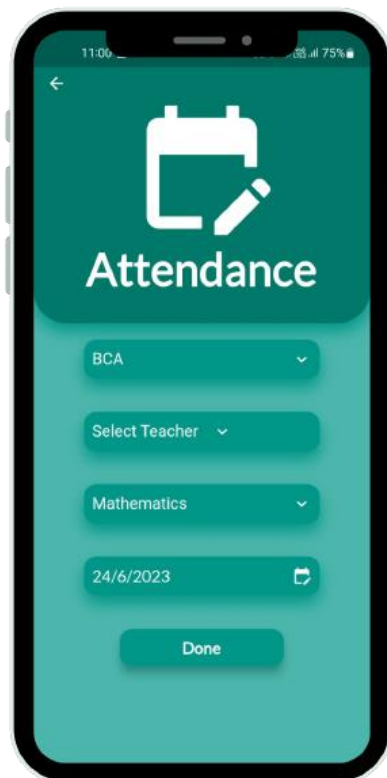 11:00
75%
Attendance
BCA
Select Teacher
Mathematics
24/6/2023
Done